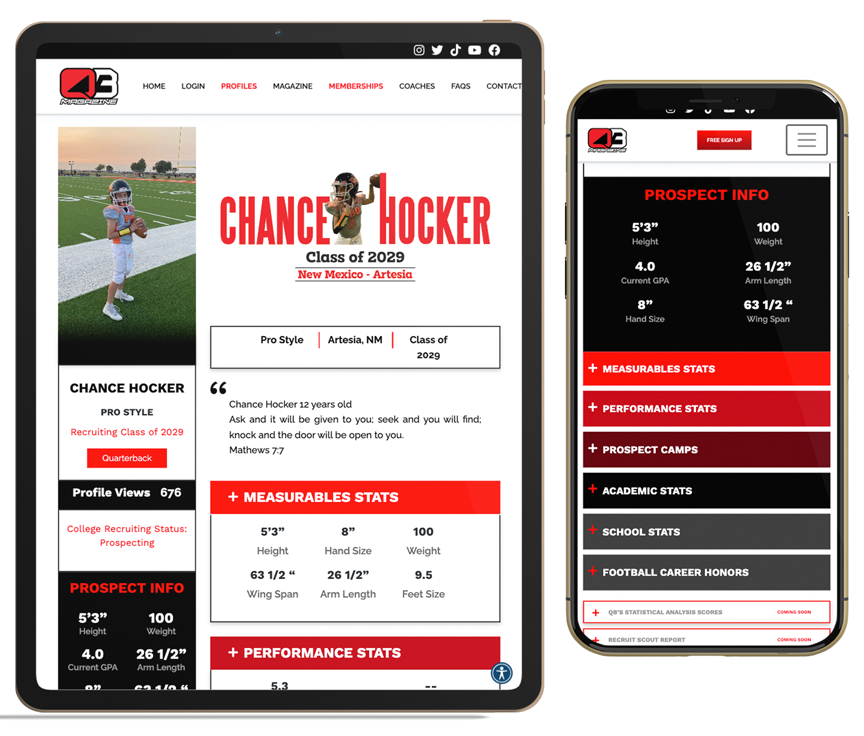 MAGAZINE
HOME LOGIN PROFILES MAGAZINE MEMBERSHIPS COACHES FAQS CONTACT
CHANCE HOCKER
Class of 2029
New Mexico - Artesia
Pro Style Artesia, NM Class of
2029
CHANCE HOCKER
PRO STYLE
Recruiting Class of 2029
Quarterback
Profile Views 676
College Recruiting Status:
Prospecting
PROSPECT INFO
5’3” 100
Height Weight
4.0 26 1/2”
Current GPA Arm Length
8” 63 1/2 “
Chance Hocker 12 years old
Ask and it will be given to you; seek and you will find;
knock and the door will be open to you.
Mathews 7:7
+ MEASURABLES STATS
5’3” 8” 100
Height Hand Size Weight
63 1/2 “ 26 1/2” 9.5
Wing Span Arm Length Feet Size
+ PERFORMANCE STATS
5.3 --
MAGAZINE
FREE SIGN UP
PROSPECT INFO
5’3” 100
Height Weight
4.0 26 1/2”
Current GPA Arm Length
8” 63 1/2 “
Hand Size Wing Span
+ MEASURABLES STATS
+ PERFORMANCE STATS
+ PROSPECT CAMPS
+ ACADEMIC STATS
+ SCHOOL STATS
+ FOOTBALL CAREER HONORS
+ QB'S STATISTICAL ANALYSIS SCORES COMING SOON
+ RECRUIT SCOUT REPORT COMING SOON